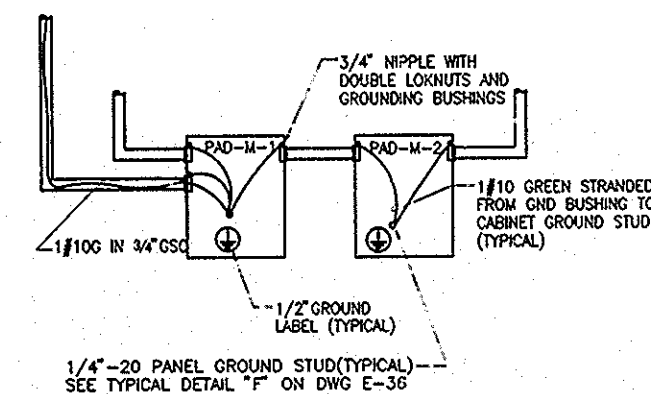 3/4" NIPPLE WITH
DOUBLE LOKNUTS AND
GROUNDING BUSHINGS
PAD-M-1
PAD-M-2
1#10 GREEN STRANDED
FROM GND BUSHING TO
CABINET GROUND STUD
(TYPICAL)
1#10G IN 3/4"GSC
1/2"GROUND
LABEL (TYPICAL)
1/4"-20 PANEL GROUND STUD(TYPICAL)
SEE TYPICAL DETAIL "F" ON DWG E-36